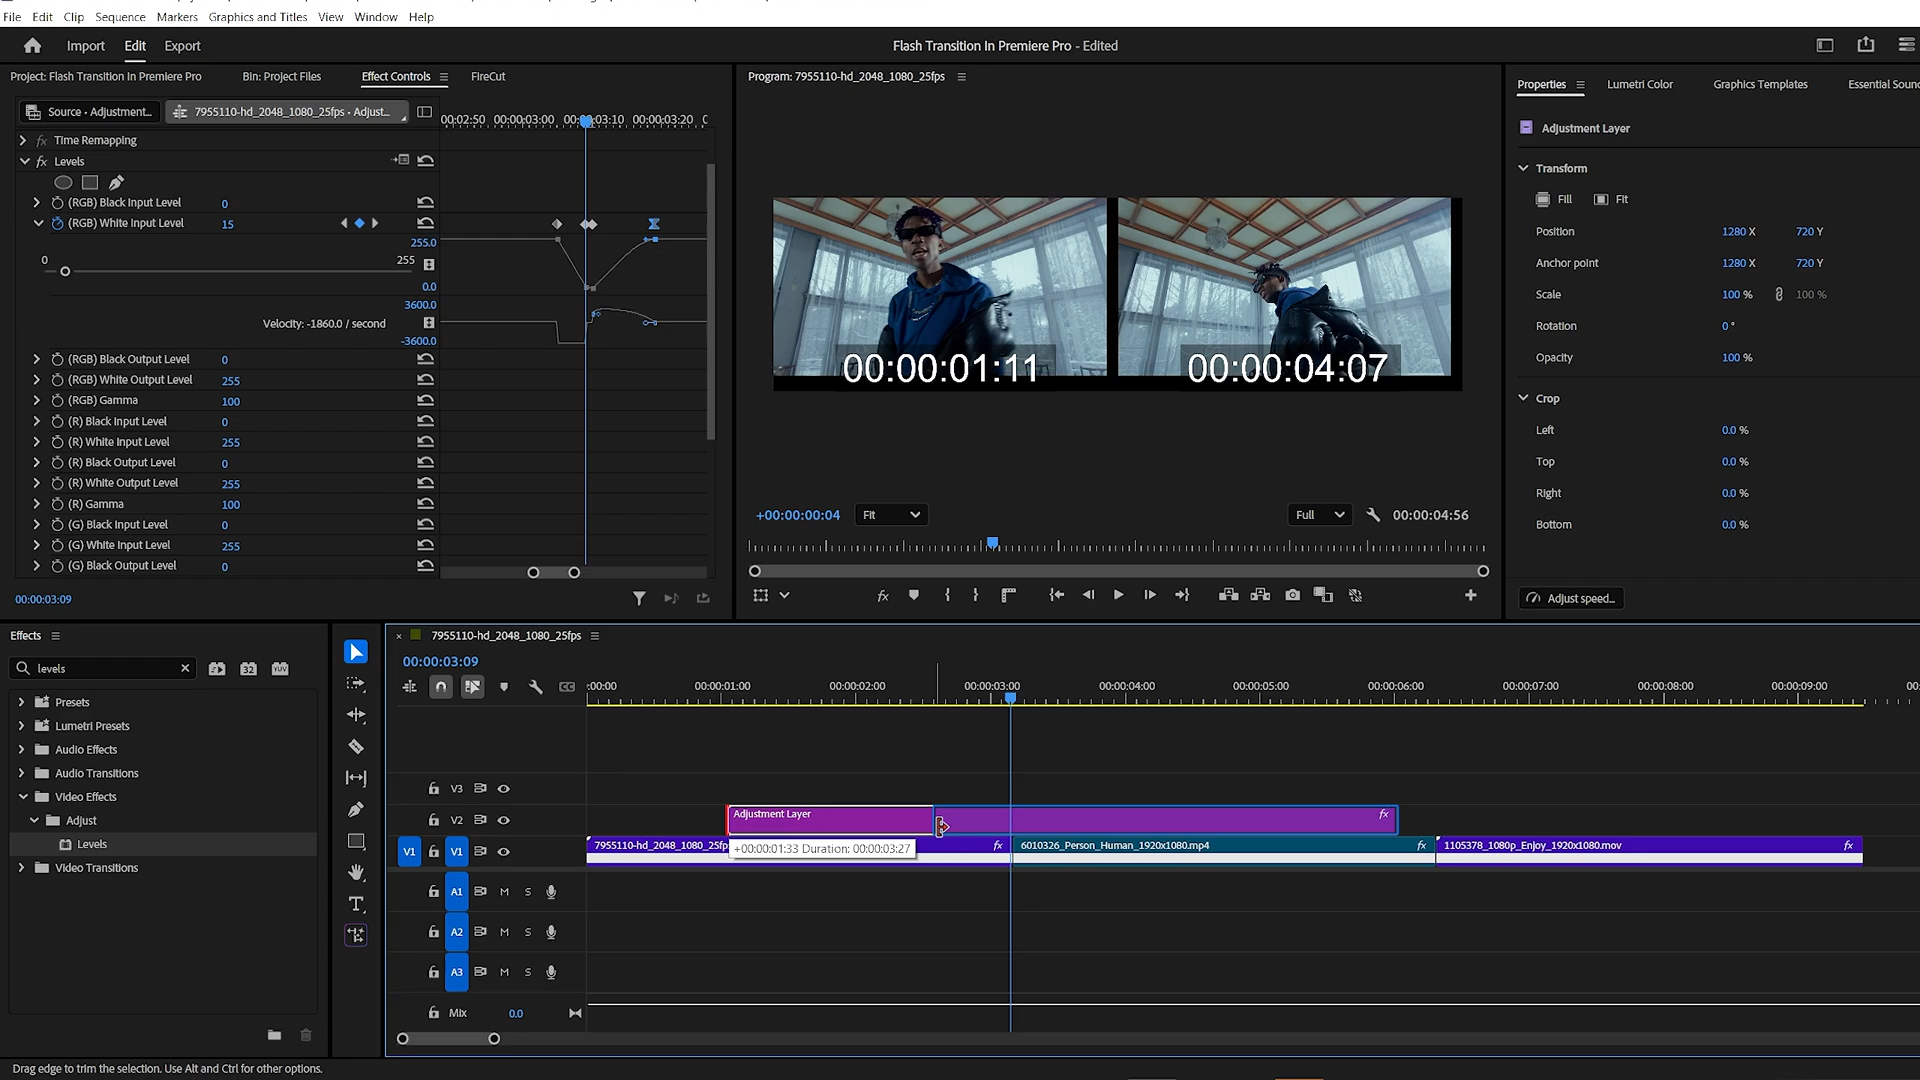 File Edit Clip Sequence Markers Graphics and Titles View Window Help
Import Edit Export
Flash Transition In Premiere Pro - Edited
Project: Flash Transition In Premiere Pro
Bin: Project Files
Effect Controls
FireCut
Source • Adjustment...
7955110-hd_2048_1080_25fps • Adjust...
00:02:50 00:00:03:00 00:00:03:10 00:00:03:20
Time Remapping
fx Levels
(RGB) Black Input Level 0
(RGB) White Input Level 15
255.0
0 255
0.0
3600.0
Velocity: -1860.0 / second
-3600.0
(RGB) Black Output Level 0
(RGB) White Output Level 255
(RGB) Gamma 100
(R) Black Input Level 0
(R) White Input Level 255
(R) Black Output Level 0
(R) White Output Level 255
(R) Gamma 100
(G) Black Input Level 0
(G) White Input Level 255
(G) Black Output Level 0
00:00:03:09
Program: 7955110-hd_2048_1080_25fps
00:00:01:11
00:00:04:07
+00:00:00:04 Fit Full 00:00:04:56
fx
Properties Lumetri Color Graphics Templates Essential Soun
Adjustment Layer
Transform
Fill Fit
Position 1280 X 720 Y
Anchor point 1280 X 720 Y
Scale 100 % 100 %
Rotation 0 °
Opacity 100 %
Crop
Left 0.0 %
Top 0.0 %
Right 0.0 %
Bottom 0.0 %
Adjust speed...
Effects
levels
32 YUV
Presets
Lumetri Presets
Audio Effects
Audio Transitions
Video Effects
Adjust
Levels
Video Transitions
T
× 7955110-hd_2048_1080_25fps
00:00:03:09
CC
:00:00 00:00:01:00 00:00:02:00 00:00:03:00 00:00:04:00 00:00:05:00 00:00:06:00 00:00:07:00 00:00:08:00 00:00:09:00
V3
V2
Adjustment Layer fx
V1 V1
7955110-hd_2048_1080_25fp fx
6010326_Person_Human_1920x1080.mp4 fx
1105378_1080p_Enjoy_1920x1080.mov fx
+00:00:01:33 Duration: 00:00:03:27
A1 M S
A2 M S
A3 M S
Mix 0.0
Drag edge to trim the selection. Use Alt and Ctrl for other options.